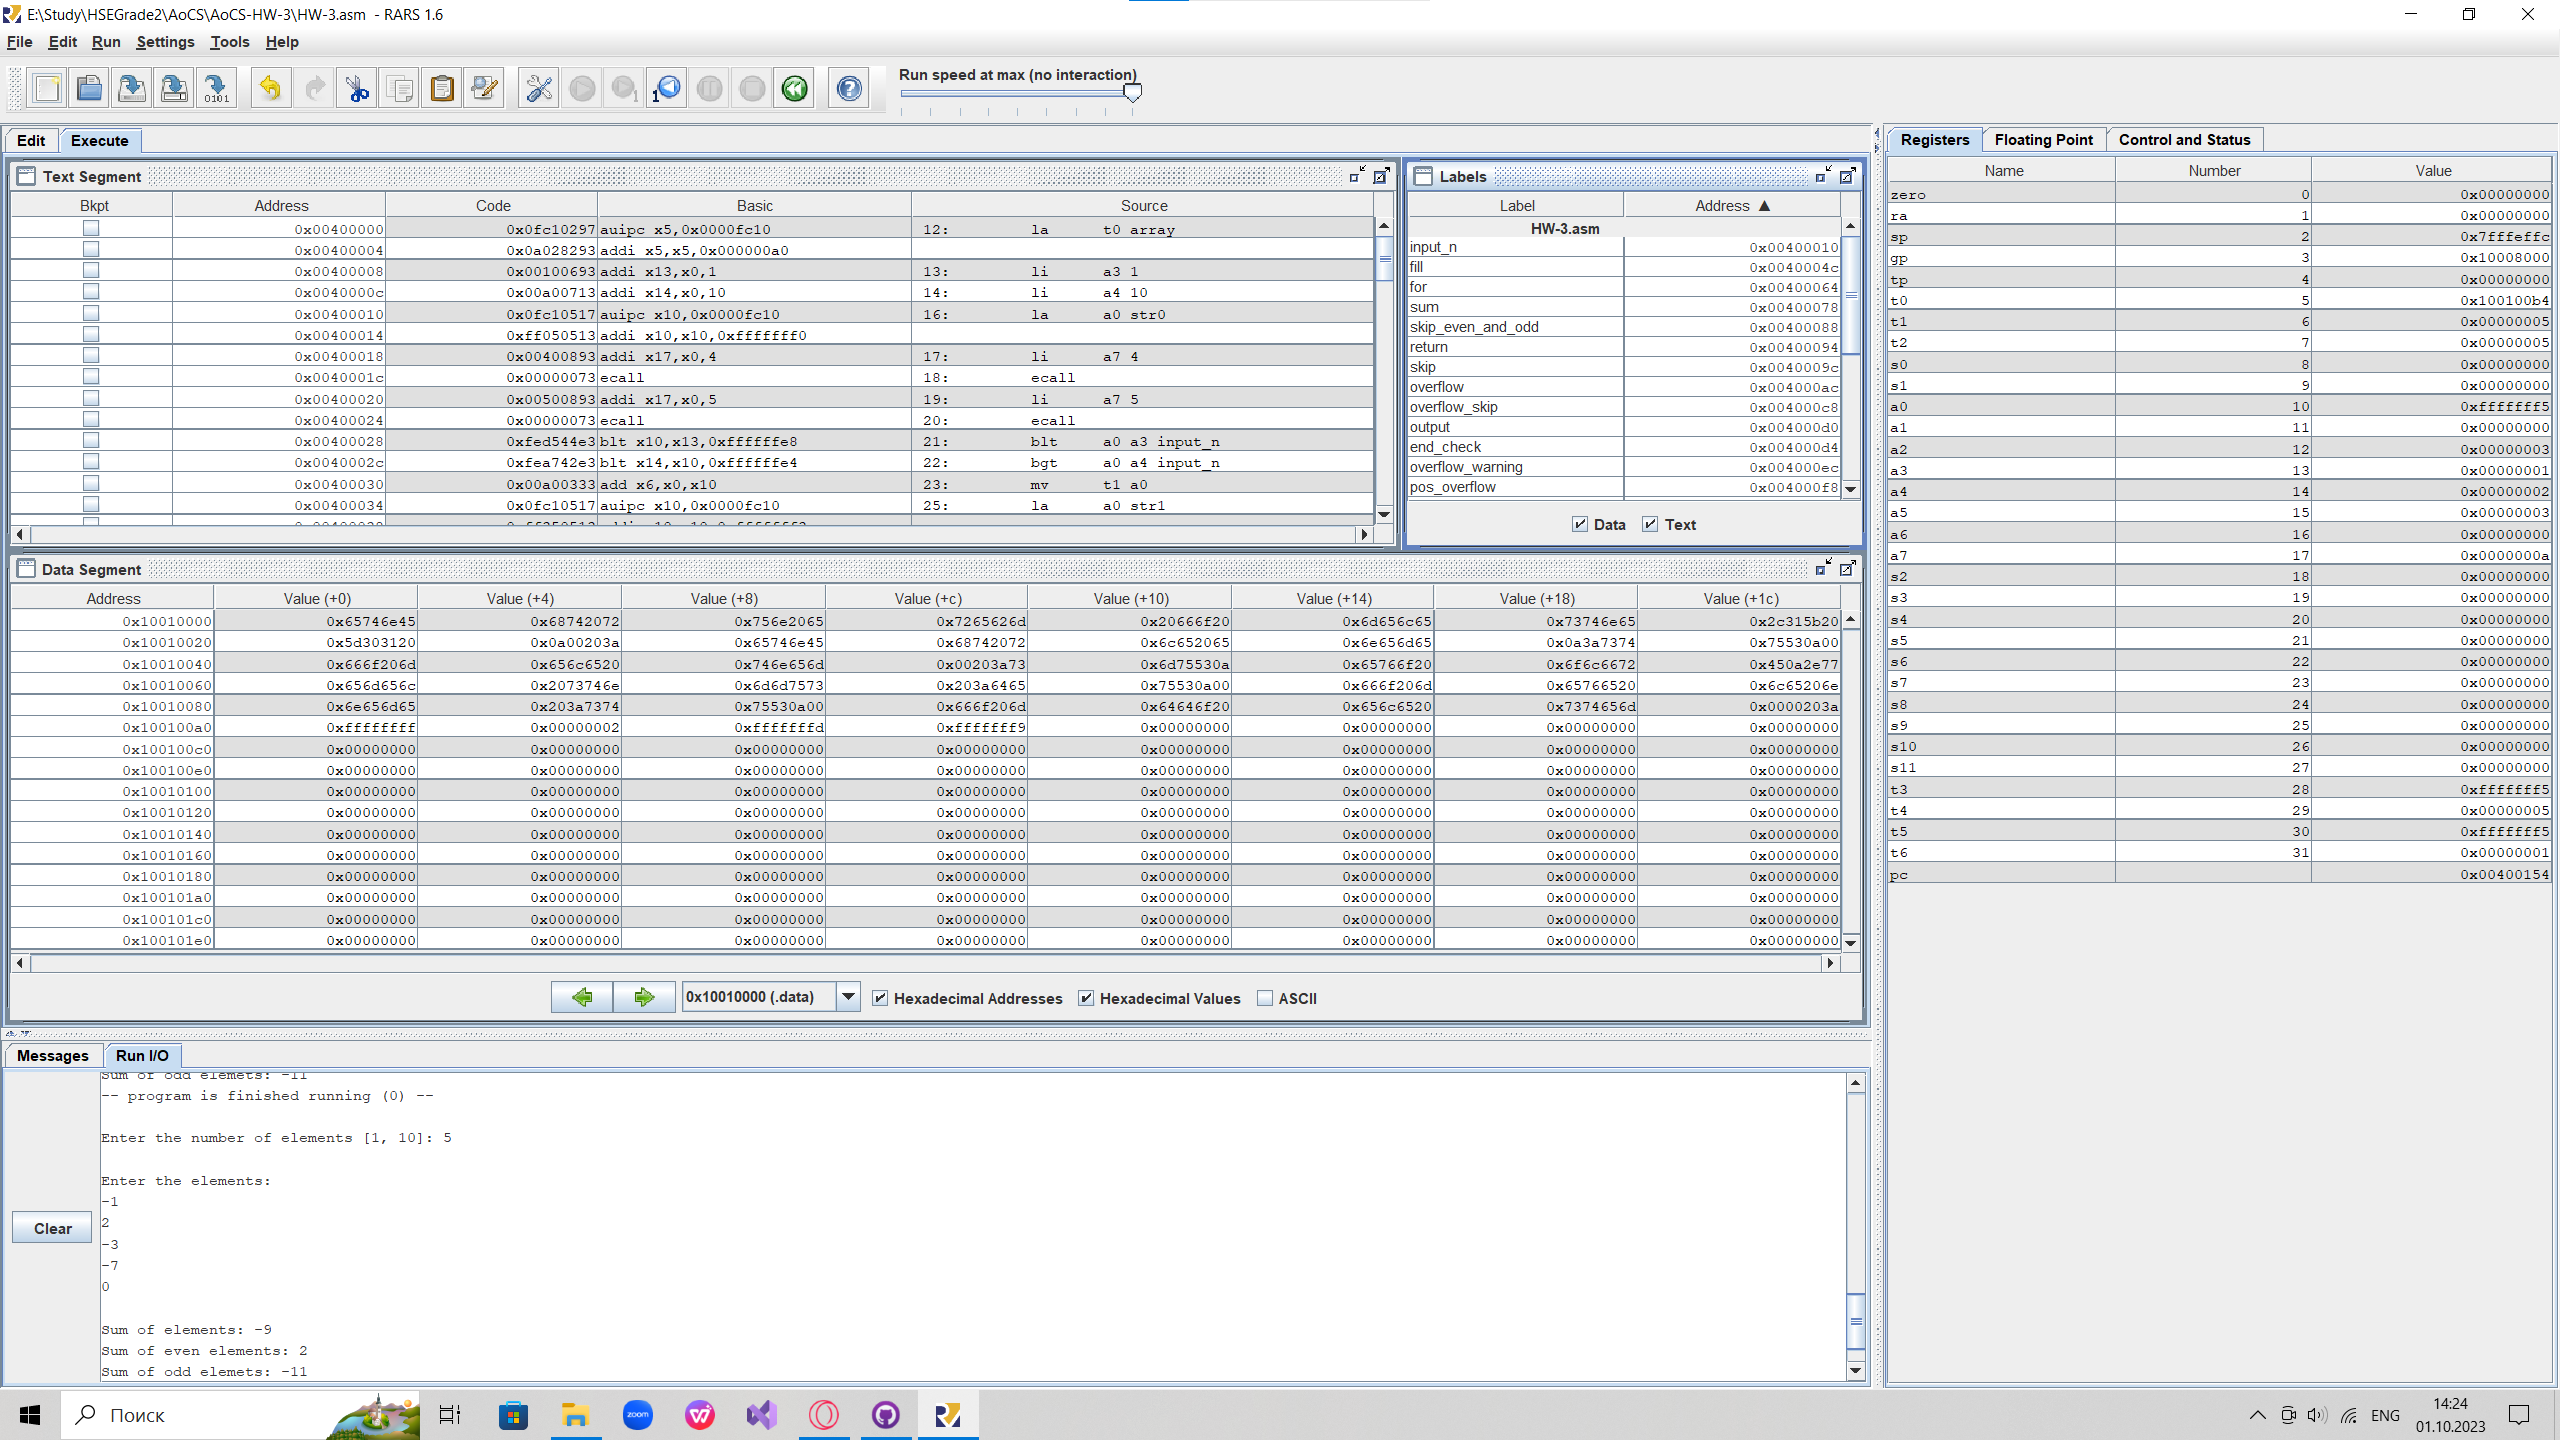 E:\Study\HSEGrade2\AoCS\AoCS-HW-3\HW-3.asm - RARS 1.6
File Edit Run Settings Tools Help
Run speed at max (no interaction)
Edit Execute
Text Segment
Bkpt Address Code Basic Source
0x00400000 0x0fc10297 auipc x5,0x0000fc10 12: la t0 array
0x00400004 0x0a028293 addi x5,x5,0x000000a0
0x00400008 0x00100693 addi x13,x0,1 13: li a3 1
0x0040000c 0x00a00713 addi x14,x0,10 14: li a4 10
0x00400010 0x0fc10517 auipc x10,0x0000fc10 16: la a0 str0
0x00400014 0xff050513 addi x10,x10,0xfffffff0
0x00400018 0x00400893 addi x17,x0,4 17: li a7 4
0x0040001c 0x00000073 ecall 18: ecall
0x00400020 0x00500893 addi x17,x0,5 19: li a7 5
0x00400024 0x00000073 ecall 20: ecall
0x00400028 0xfed544e3 blt x10,x13,0xffffffe8 21: blt a0 a3 input_n
0x0040002c 0xfea742e3 blt x14,x10,0xffffffe4 22: bgt a0 a4 input_n
0x00400030 0x00a00333 add x6,x0,x10 23: mv t1 a0
0x00400034 0x0fc10517 auipc x10,0x0000fc10 25: la a0 str1
Labels
Label Address ▲
HW-3.asm
input_n 0x00400010
fill 0x0040004c
for 0x00400064
sum 0x00400078
skip_even_and_odd 0x00400088
return 0x00400094
skip 0x0040009c
overflow 0x004000ac
overflow_skip 0x004000c8
output 0x004000d0
end_check 0x004000d4
overflow_warning 0x004000ec
pos_overflow 0x004000f8
Data Text
Data Segment
Address Value (+0) Value (+4) Value (+8) Value (+c) Value (+10) Value (+14) Value (+18) Value (+1c)
0x10010000 0x65746e45 0x68742072 0x756e2065 0x7265626d 0x20666f20 0x6d656c65 0x73746e65 0x2c315b20
0x10010020 0x5d303120 0x0a00203a 0x65746e45 0x68742072 0x6c652065 0x6e656d65 0x0a3a7374 0x75530a00
0x10010040 0x666f206d 0x656c6520 0x746e656d 0x00203a73 0x6d75530a 0x65766f20 0x6f6c6672 0x450a2e77
0x10010060 0x656d656c 0x2073746e 0x6d6d7573 0x203a6465 0x75530a00 0x666f206d 0x65766520 0x6c65206e
0x10010080 0x6e656d65 0x203a7374 0x75530a00 0x666f206d 0x64646f20 0x656c6520 0x7374656d 0x0000203a
0x100100a0 0xffffffff 0x00000002 0xfffffffd 0xfffffff9 0x00000000 0x00000000 0x00000000 0x00000000
0x100100c0 0x00000000 0x00000000 0x00000000 0x00000000 0x00000000 0x00000000 0x00000000 0x00000000
0x100100e0 0x00000000 0x00000000 0x00000000 0x00000000 0x00000000 0x00000000 0x00000000 0x00000000
0x10010100 0x00000000 0x00000000 0x00000000 0x00000000 0x00000000 0x00000000 0x00000000 0x00000000
0x10010120 0x00000000 0x00000000 0x00000000 0x00000000 0x00000000 0x00000000 0x00000000 0x00000000
0x10010140 0x00000000 0x00000000 0x00000000 0x00000000 0x00000000 0x00000000 0x00000000 0x00000000
0x10010160 0x00000000 0x00000000 0x00000000 0x00000000 0x00000000 0x00000000 0x00000000 0x00000000
0x10010180 0x00000000 0x00000000 0x00000000 0x00000000 0x00000000 0x00000000 0x00000000 0x00000000
0x100101a0 0x00000000 0x00000000 0x00000000 0x00000000 0x00000000 0x00000000 0x00000000 0x00000000
0x100101c0 0x00000000 0x00000000 0x00000000 0x00000000 0x00000000 0x00000000 0x00000000 0x00000000
0x100101e0 0x00000000 0x00000000 0x00000000 0x00000000 0x00000000 0x00000000 0x00000000 0x00000000
0x10010000 (.data) Hexadecimal Addresses Hexadecimal Values ASCII
Registers Floating Point Control and Status
Name Number Value
zero 0 0x00000000
ra 1 0x00000000
sp 2 0x7fffeffc
gp 3 0x10008000
tp 4 0x00000000
t0 5 0x100100b4
t1 6 0x00000005
t2 7 0x00000005
s0 8 0x00000000
s1 9 0x00000000
a0 10 0xfffffff5
a1 11 0x00000000
a2 12 0x00000003
a3 13 0x00000001
a4 14 0x00000002
a5 15 0x00000003
a6 16 0x00000000
a7 17 0x0000000a
s2 18 0x00000000
s3 19 0x00000000
s4 20 0x00000000
s5 21 0x00000000
s6 22 0x00000000
s7 23 0x00000000
s8 24 0x00000000
s9 25 0x00000000
s10 26 0x00000000
s11 27 0x00000000
t3 28 0xfffffff5
t4 29 0x00000005
t5 30 0xfffffff5
t6 31 0x00000001
pc 0x00400154
Messages Run I/O
Clear
Sum of odd elemets: -11
-- program is finished running (0) --
Enter the number of elements [1, 10]: 5
Enter the elements:
-1
2
-3
-7
0
Sum of elements: -9
Sum of even elements: 2
Sum of odd elemets: -11
Поиск
zoom
ENG
14:24
01.10.2023